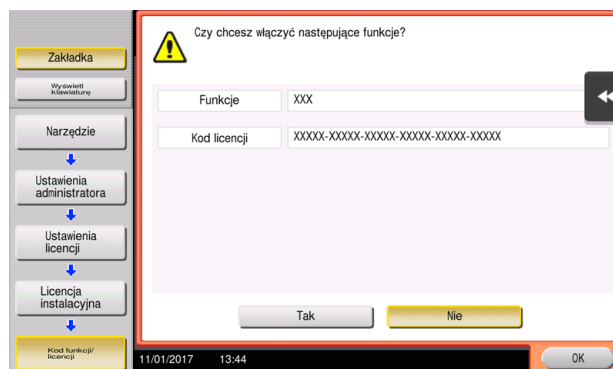 Zakładka
Wyświetl
klawiaturę
Narzędzie
Ustawienia
administratora
Ustawienia
licencji
Licencja
instalacyjna
Kod funkcji/
licencji
Czy chcesz włączyć następujące funkcje?
Funkcje XXX
Kod licencji XXXXX-XXXXX-XXXXX-XXXXX-XXXXX-XXXXX
Tak Nie
11/01/2017 13:44 OK